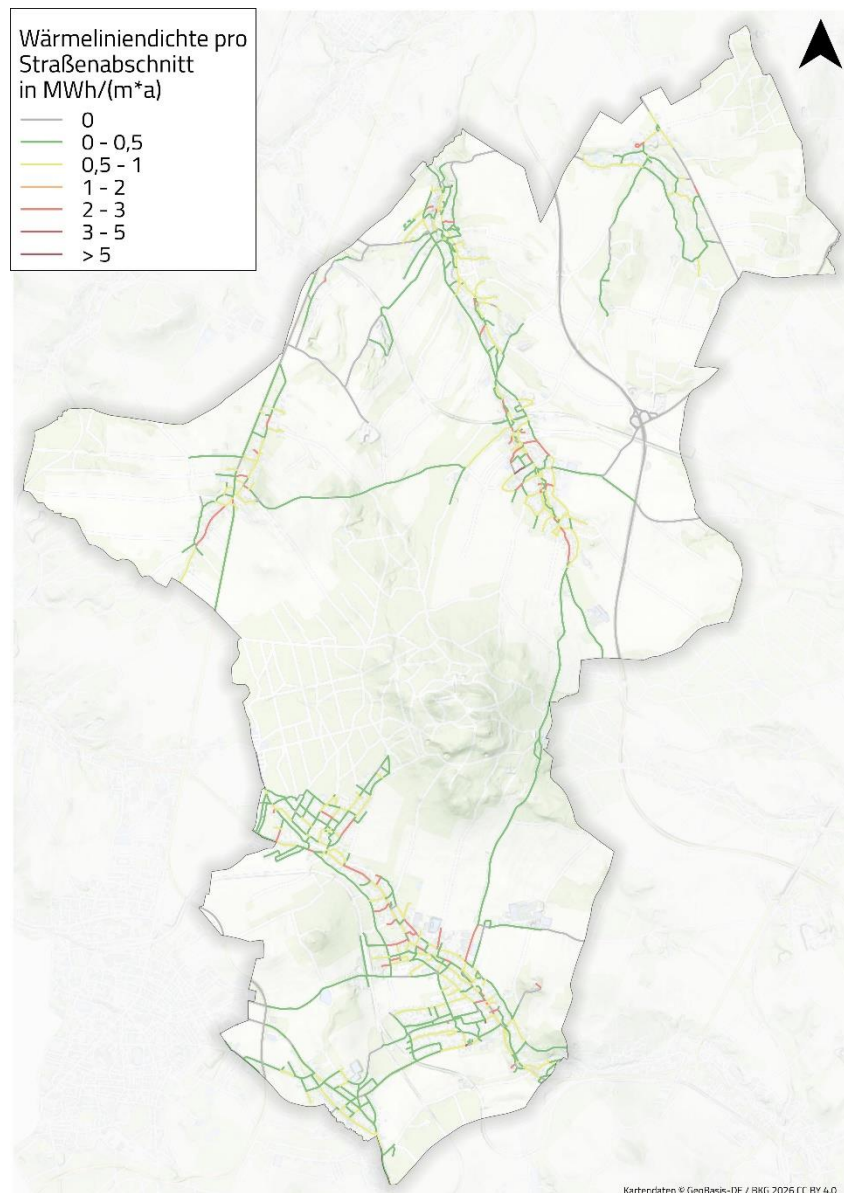 Wärmeliniendichte pro
Straßenabschnitt
in MWh/(m*a)
0
0 - 0,5
0,5 - 1
1 - 2
2 - 3
3 - 5
> 5
Kartendaten © GeoBasis-DE / BKG 2026 CC BY 4.0